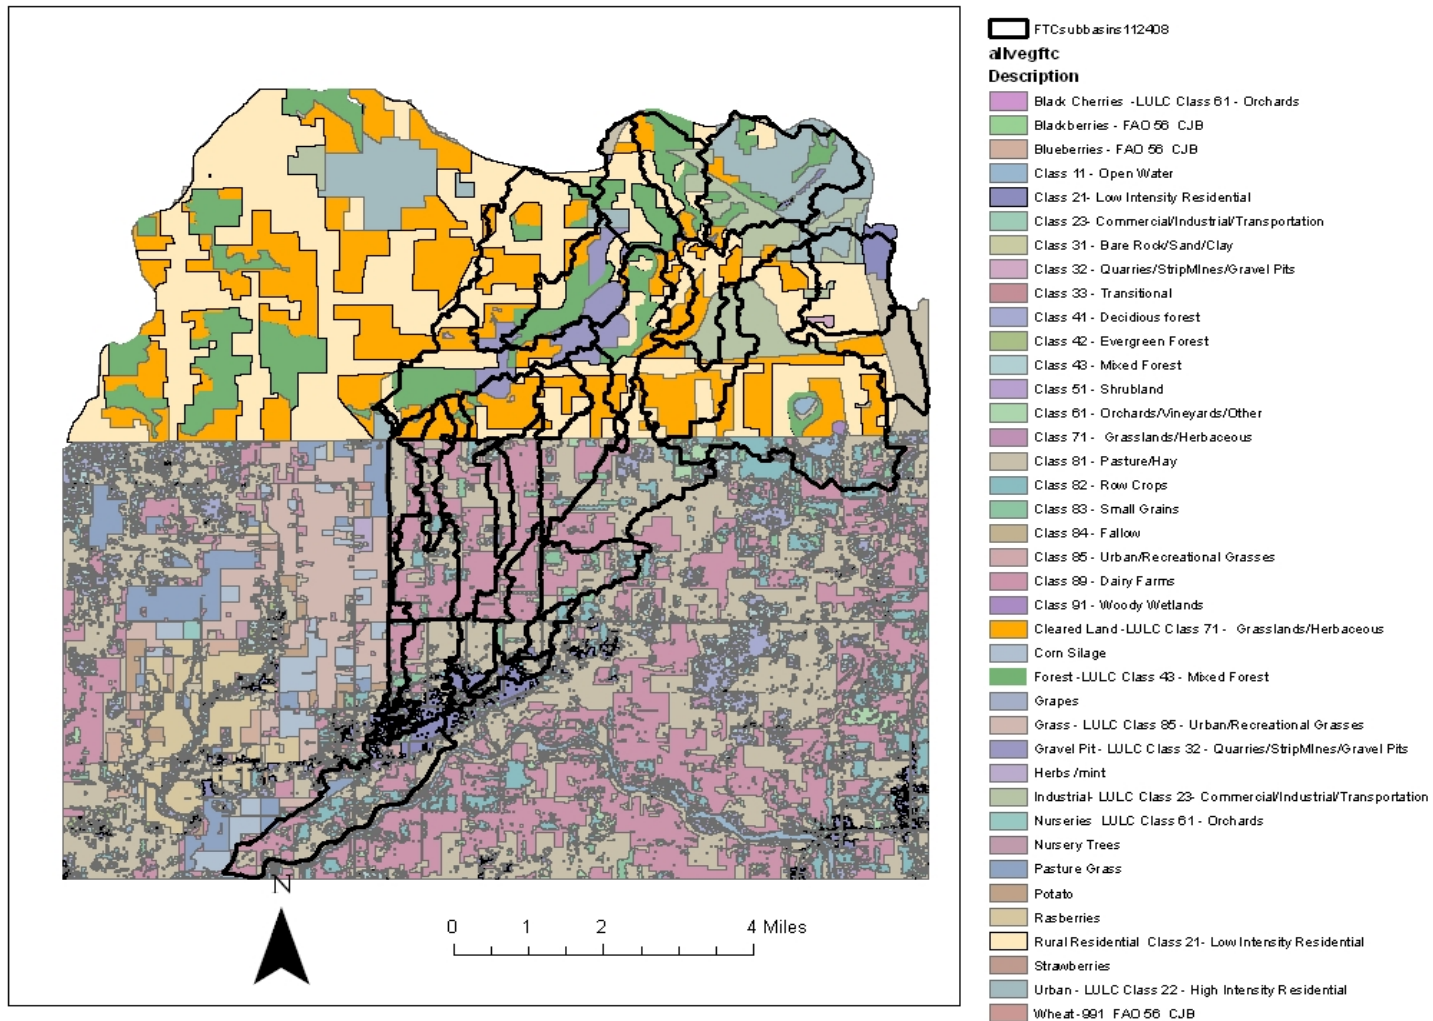 FTCsubbasins112408
allvegftc
Description
Black Cherries -LULC Class 61 - Orchards
Blackberries - FAO 56 CJB
Blueberries - FAO 56 CJB
Class 11 - Open Water
Class 21- Low Intensity Residential
Class 23- Commercial/Industrial/Transportation
Class 31 - Bare Rock/Sand/Clay
Class 32 - Quarries/StripMInes/Gravel Pits
Class 33 - Transitional
Class 41 - Decidious forest
Class 42 - Evergreen Forest
Class 43 - Mixed Forest
Class 51 - Shrubland
Class 61 - Orchards/Vineyards/Other
Class 71 - Grasslands/Herbaceous
Class 81 - Pasture/Hay
Class 82 - Row Crops
Class 83 - Small Grains
Class 84 - Fallow
Class 85 - Urban/Recreational Grasses
Class 89 - Dairy Farms
Class 91 - Woody Wetlands
Cleared Land -LULC Class 71 - Grasslands/Herbaceous
Corn Silage
Forest -LULC Class 43 - Mixed Forest
Grapes
Grass - LULC Class 85 - Urban/Recreational Grasses
Gravel Pit - LULC Class 32 - Quarries/StripMInes/Gravel Pits
Herbs /mint
Industrial- LULC Class 23- Commercial/Industrial/Transportation
Nurseries LULC Class 61 - Orchards
Nursery Trees
Pasture Grass
Potato
Rasberries
Rural Residential Class 21- Low Intensity Residential
Strawberries
Urban - LULC Class 22 - High Intensity Residential
Wheat-991 FAO 56 CJB
N
0 1 2 4 Miles